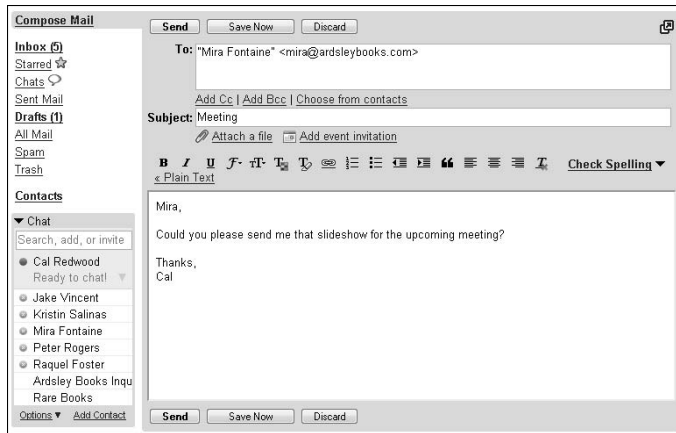 Compose Mail
Inbox (5)
Starred
Chats
Sent Mail
Drafts (1)
All Mail
Spam
Trash
Contacts
Chat
Search, add, or invite
Cal Redwood
Ready to chat!
Jake Vincent
Kristin Salinas
Mira Fontaine
Peter Rogers
Raquel Foster
Ardsley Books Inqu
Rare Books
Options ▼ Add Contact
Send Save Now Discard
To: "Mira Fontaine" <mira@ardsleybooks.com>
Add Cc | Add Bcc | Choose from contacts
Subject: Meeting
Attach a file Add event invitation
B I U Check Spelling ▼
« Plain Text
Mira,
Could you please send me that slideshow for the upcoming meeting?
Thanks,
Cal
Send Save Now Discard